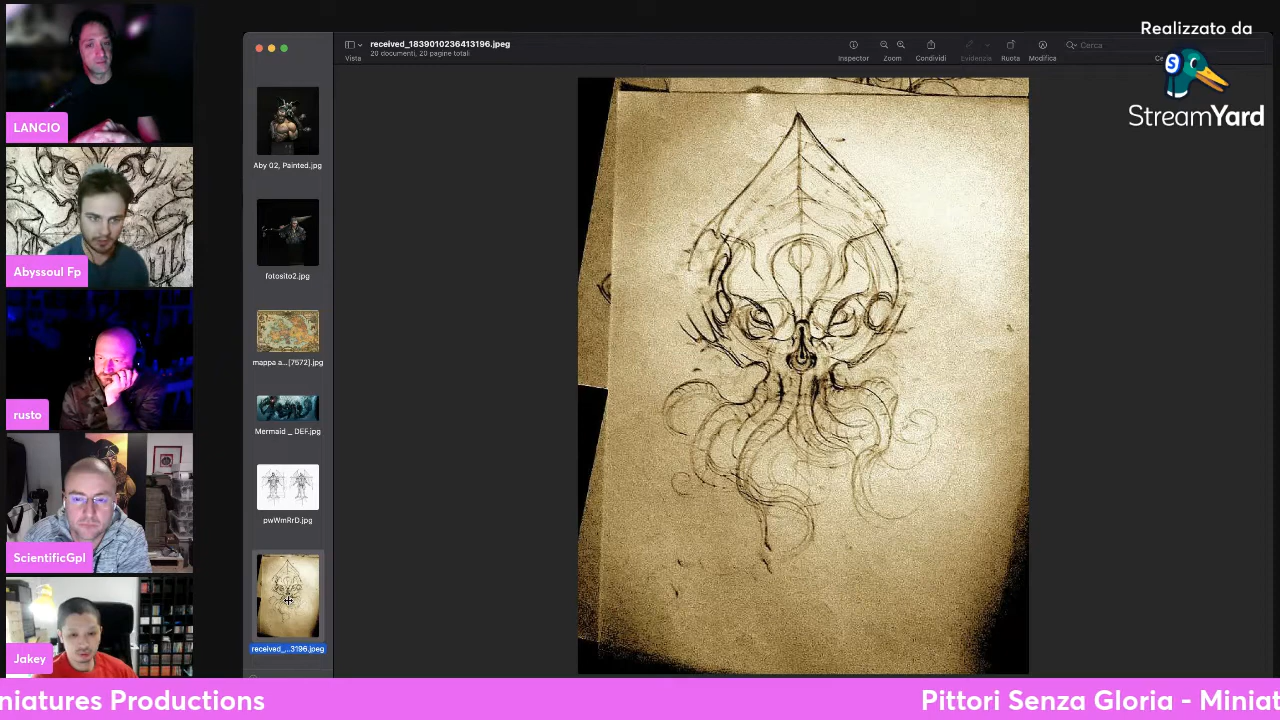 LANCIO
Abyssoul Fp
rusto
ScientificGpl
Jakey
Vista
received_1839010236413196.jpeg
20 documenti, 20 pagine totali
Inspector
Zoom
Condividi
Evidenzia
Ruota
Modifica
Cerca
Aby 02, Painted.jpg
fotosito2.jpg
mappa a...[7572].jpg
Mermaid _ DEF.jpg
pwWmRrD.jpg
received_...3196.jpeg
Realizzato da
S
StreamYard
niatures Productions
Pittori Senza Gloria - Miniat